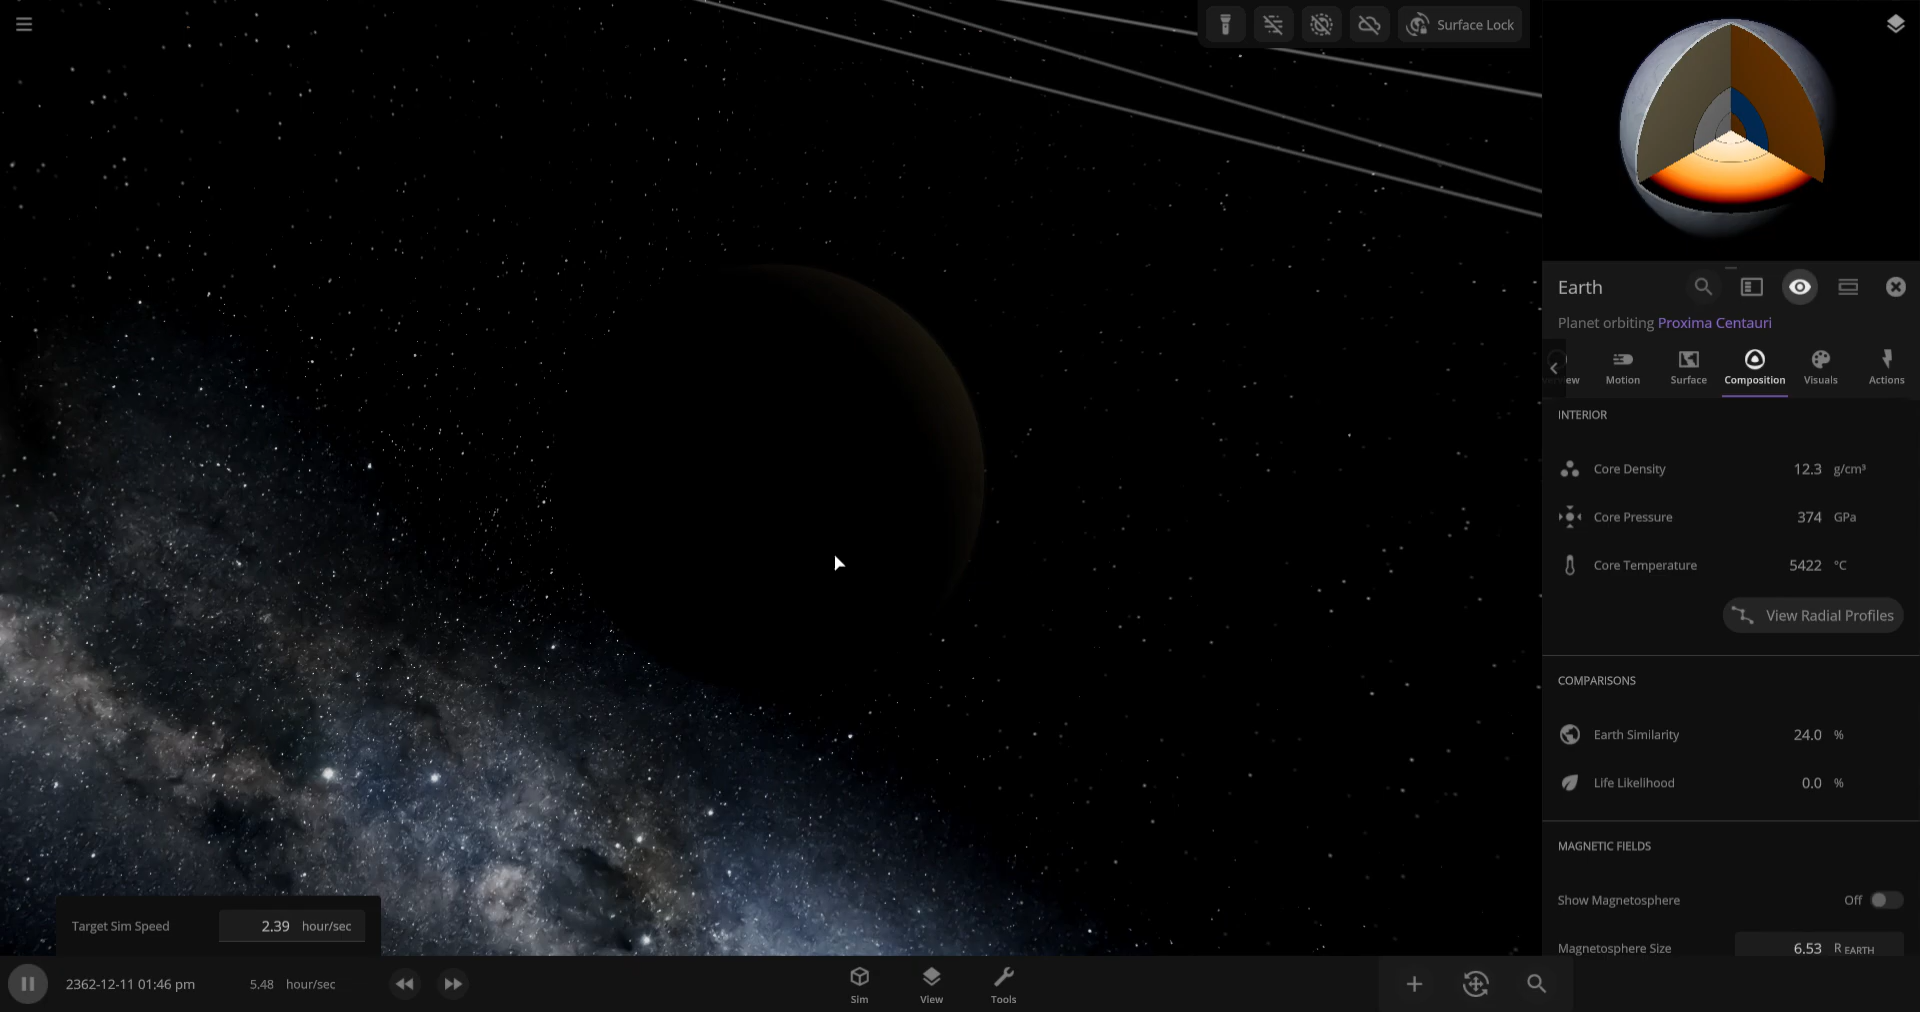 Surface Lock
Earth
Planet orbiting Proxima Centauri
Motion
Surface
Composition
Visuals
Actions
INTERIOR
Core Density 12.3 g/cm³
Core Pressure 374 GPa
Core Temperature 5422 °C
View Radial Profiles
COMPARISONS
Earth Similarity 24.0 %
Life Likelihood 0.0 %
MAGNETIC FIELDS
Show Magnetosphere Off
Magnetosphere Size 6.53 R EARTH
Target Sim Speed 2.39 hour/sec
2362-12-11 01:46 pm 5.48 hour/sec
Sim
View
Tools